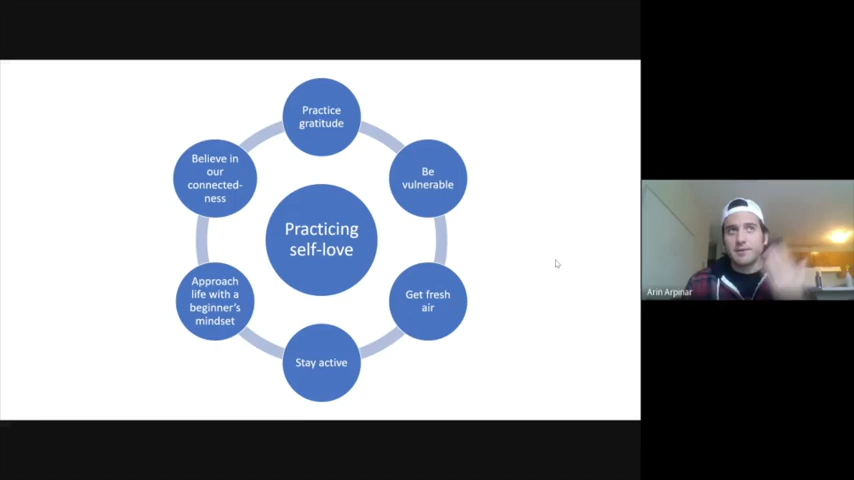 Practice
gratitude
Be
vulnerable
Get fresh
air
Stay active
Approach
life with a
beginner's
mindset
Believe in
our
connected-
ness
Practicing
self-love
Arin Arpinar